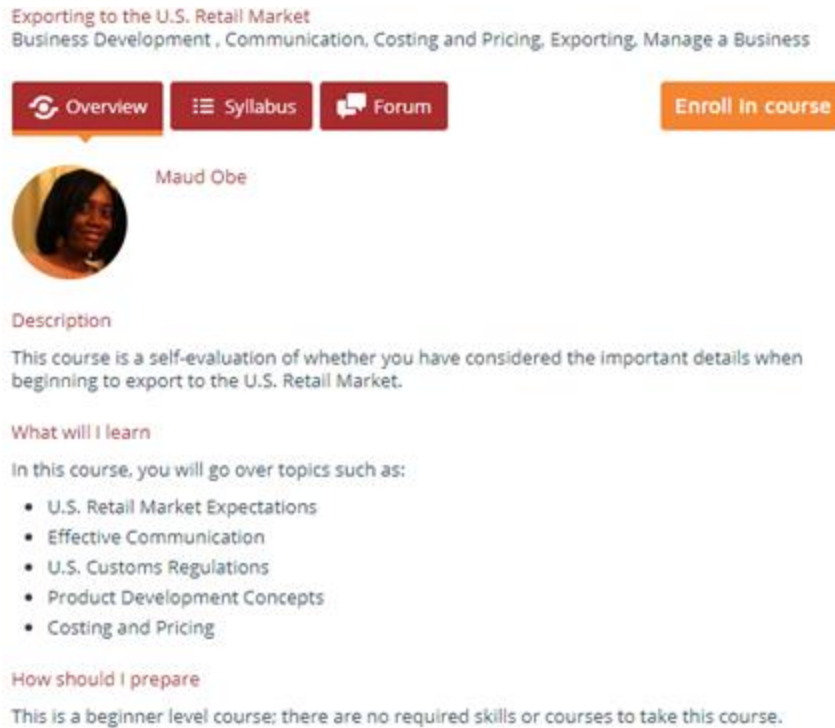 Exporting to the U.S. Retail Market
Business Development , Communication, Costing and Pricing, Exporting, Manage a Business
Overview
Syllabus
Forum
Enroll in course
Maud Obe
Description
This course is a self-evaluation of whether you have considered the important details when
beginning to export to the U.S. Retail Market.
What will I learn
In this course, you will go over topics such as:
• U.S. Retail Market Expectations
• Effective Communication
• U.S. Customs Regulations
• Product Development Concepts
• Costing and Pricing
How should I prepare
This is a beginner level course; there are no required skills or courses to take this course.